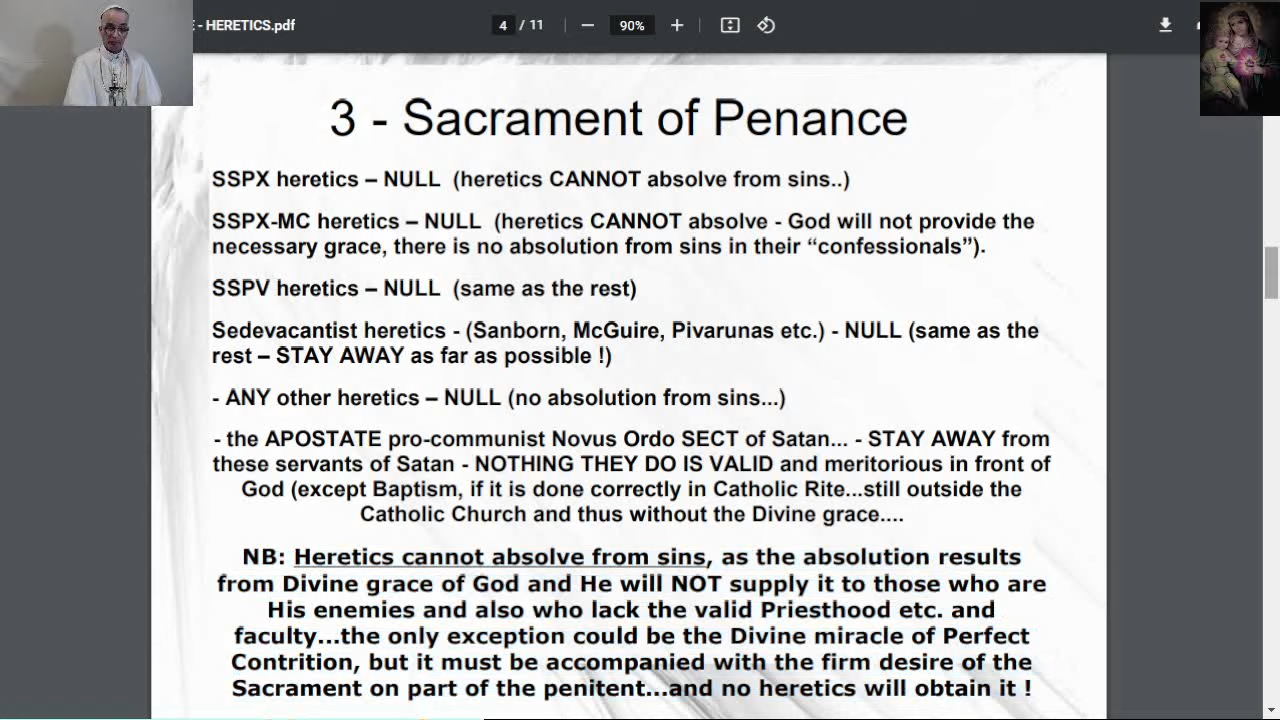 - HERETICS.pdf
4 / 11
90%
3 - Sacrament of Penance
SSPX heretics – NULL (heretics CANNOT absolve from sins..)
SSPX-MC heretics – NULL (heretics CANNOT absolve - God will not provide the
necessary grace, there is no absolution from sins in their “confessionals”).
SSPV heretics – NULL (same as the rest)
Sedevacantist heretics - (Sanborn, McGuire, Pivarunas etc.) - NULL (same as the
rest – STAY AWAY as far as possible !)
- ANY other heretics – NULL (no absolution from sins...)
- the APOSTATE pro-communist Novus Ordo SECT of Satan... - STAY AWAY from
these servants of Satan - NOTHING THEY DO IS VALID and meritorious in front of
God (except Baptism, if it is done correctly in Catholic Rite...still outside the
Catholic Church and thus without the Divine grace....
NB: Heretics cannot absolve from sins, as the absolution results
from Divine grace of God and He will NOT supply it to those who are
His enemies and also who lack the valid Priesthood etc. and
faculty...the only exception could be the Divine miracle of Perfect
Contrition, but it must be accompanied with the firm desire of the
Sacrament on part of the penitent...and no heretics will obtain it !